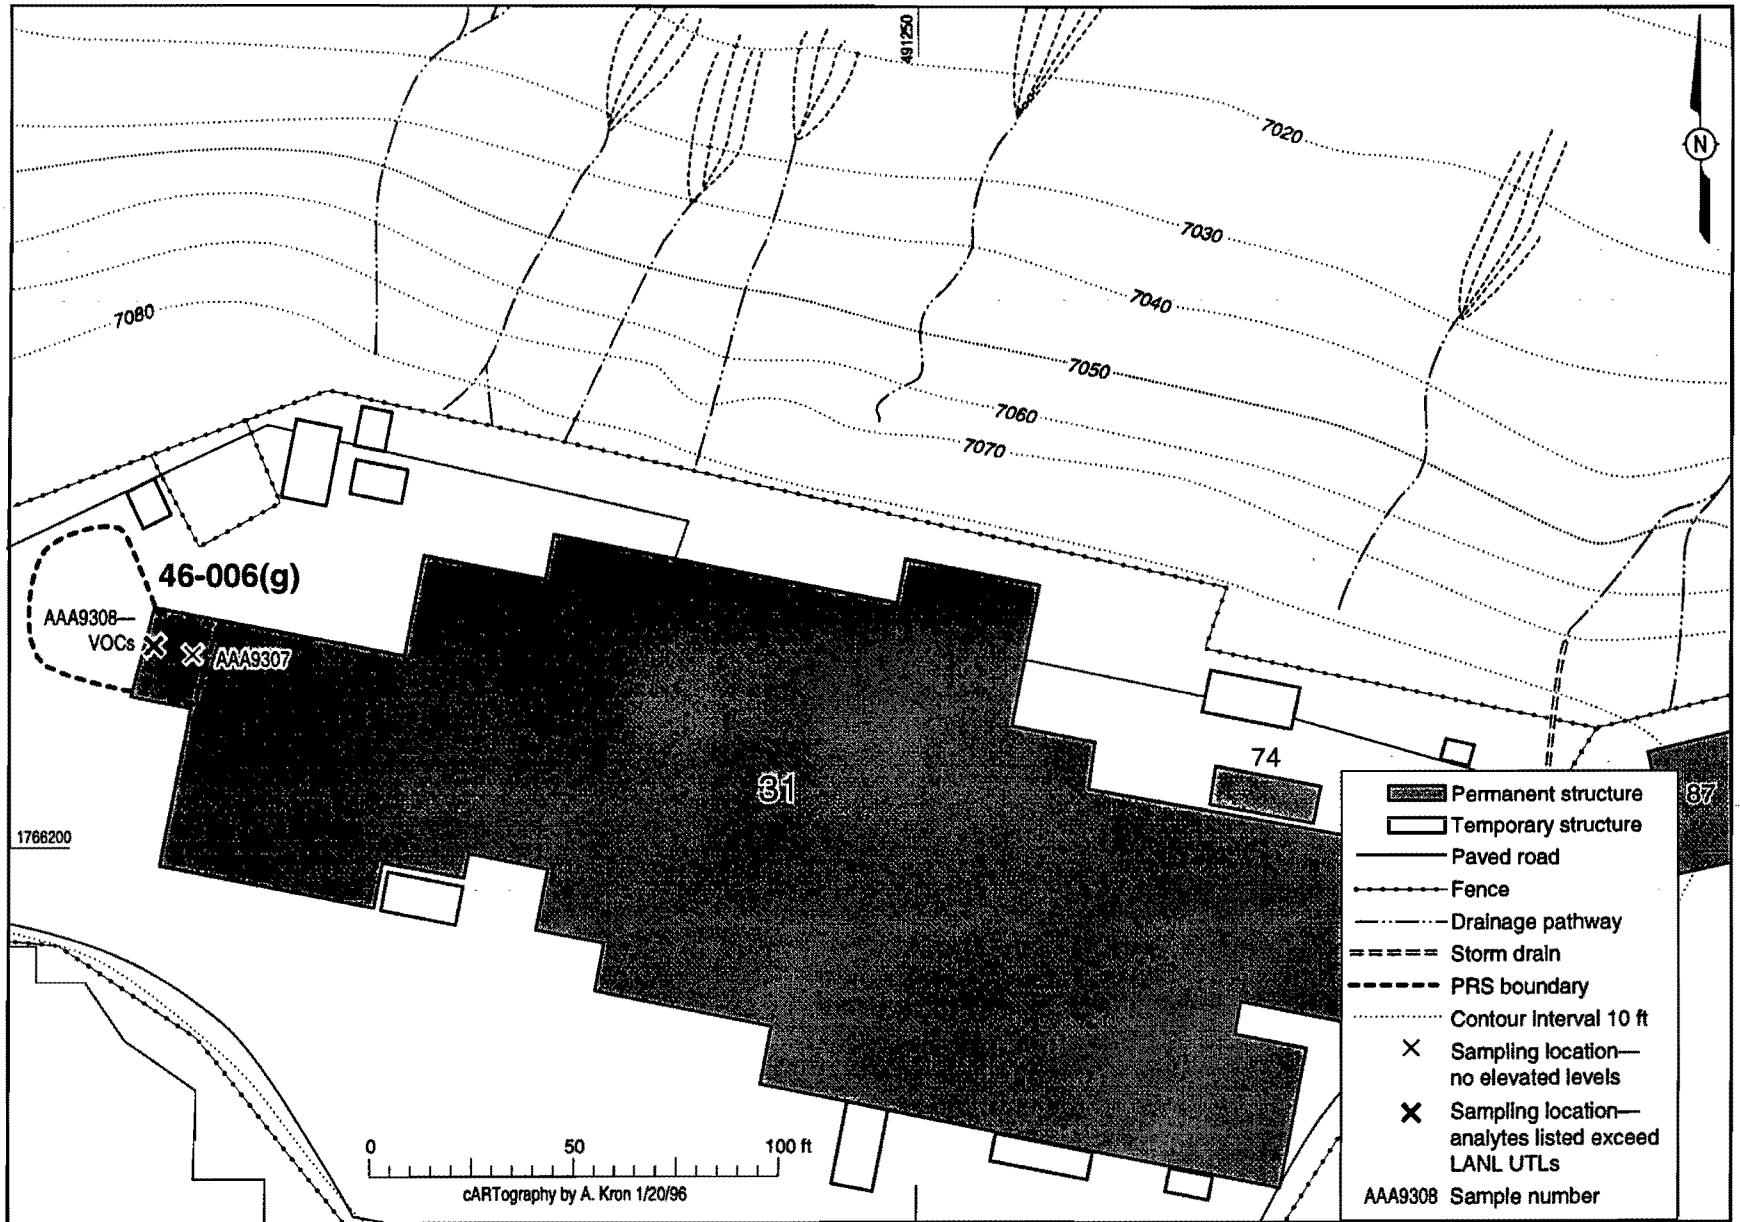 491250
N
7020
7030
7040
7050
7060
7070
7080
46-006(g)
AAA9308—
VOCs
AAA9307
31
74
87
1766200
Permanent structure
Temporary structure
Paved road
Fence
Drainage pathway
Storm drain
PRS boundary
Contour interval 10 ft
Sampling location—
no elevated levels
Sampling location—
analytes listed exceed
LANL UTLs
AAA9308 Sample number
0 50 100 ft
cARTography by A. Kron 1/20/96